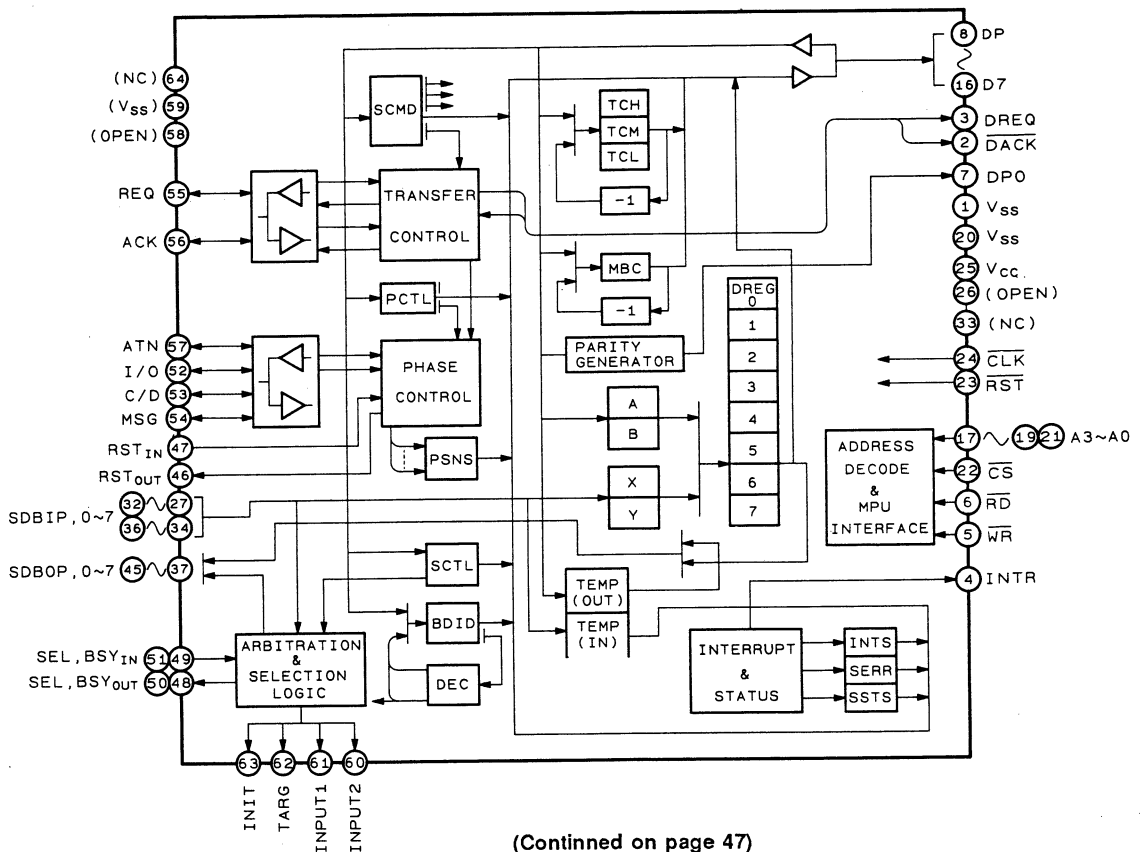 (NC) 64
(VSS) 59
(OPEN) 58
REQ 55
ACK 56
ATN 57
I/O 52
C/D 53
MSG 54
RSTIN 47
RSTOUT 46
32 27
SDBIP, 0~7
36 34
SDBOP, 0~7 45 37
SEL, BSYIN 51 49
SEL, BSYOUT 50 48
63 62 61 60
INIT
TARG
INPUT1
INPUT2
SCMD
TRANSFER
CONTROL
PCTL
PHASE
CONTROL
PSNS
SCTL
BDID
DEC
ARBITRATION
&
SELECTION
LOGIC
TCH
TCM
TCL
-1
MBC
-1
PARITY
GENERATOR
A
B
X
Y
TEMP
(OUT)
TEMP
(IN)
DREG
0
1
2
3
4
5
6
7
ADDRESS
DECODE
&
MPU
INTERFACE
INTERRUPT
&
STATUS
INTS
SERR
SSTS
8 DP
16 D7
3 DREQ
2 DACK
7 DPO
1 VSS
20 VSS
25 VCC
26 (OPEN)
33 (NC)
24 CLK
23 RST
17 19 21 A3~A0
22 CS
6 RD
5 WR
4 INTR
(Continned on page 47)